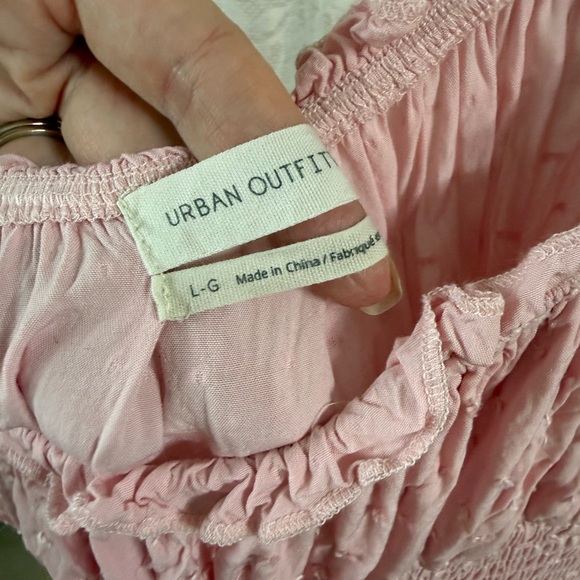 URBAN OUTFIT
L-G Made in China / Fabriqué e